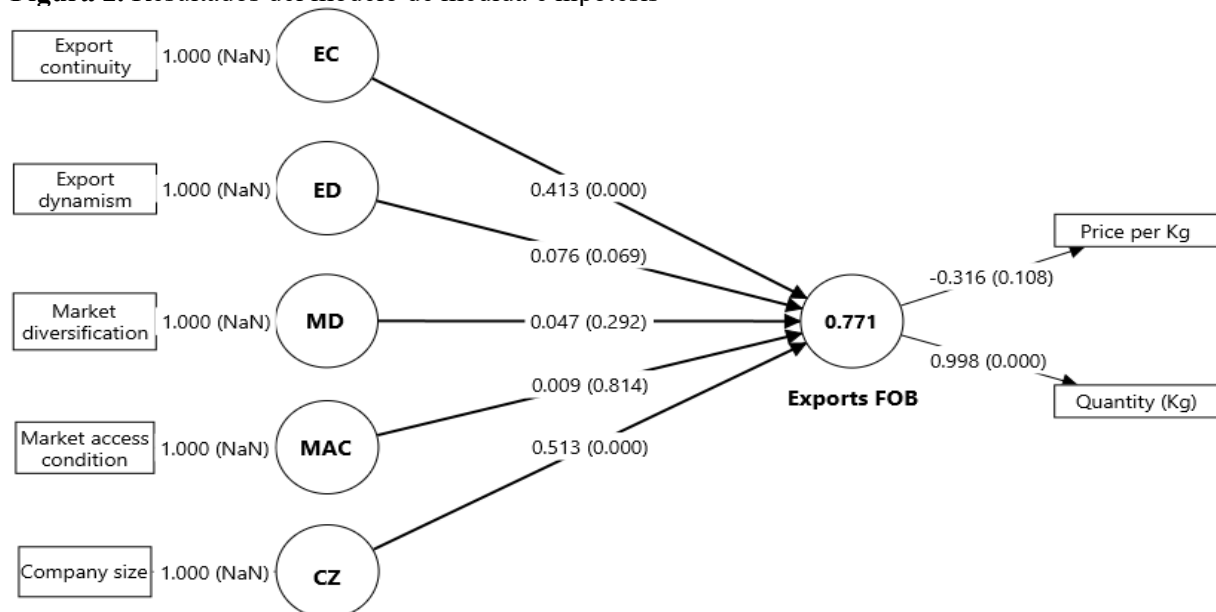 Export
continuity
1.000 (NaN)
EC
Export
dynamism
1.000 (NaN)
ED
Market
diversification
1.000 (NaN)
MD
Market access
condition
1.000 (NaN)
MAC
Company size
1.000 (NaN)
CZ
0.413 (0.000)
0.076 (0.069)
0.047 (0.292)
0.009 (0.814)
0.513 (0.000)
0.771
Exports FOB
-0.316 (0.108)
0.998 (0.000)
Price per Kg
Quantity (Kg)